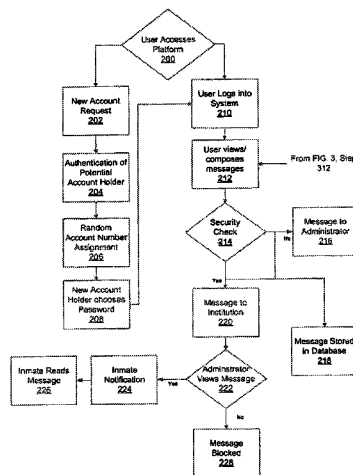 User Accesses
Platform
200
New Account
Request
202
Authentication of
Potential
Account Holder
204
Random
Account Number
Assignment
206
New Account
Holder chooses
Password
208
User Logs into
System
210
User views/
composes
messages
212
From FIG. 3, Step
312
Security
Check
214
No
Message to
Administrator
216
Yes
Message to
Institution
220
Message Stored
in Database
218
Administrator
Views Message
222
Yes
Inmate
Notification
224
Inmate Reads
Message
226
No
Message
Blocked
228